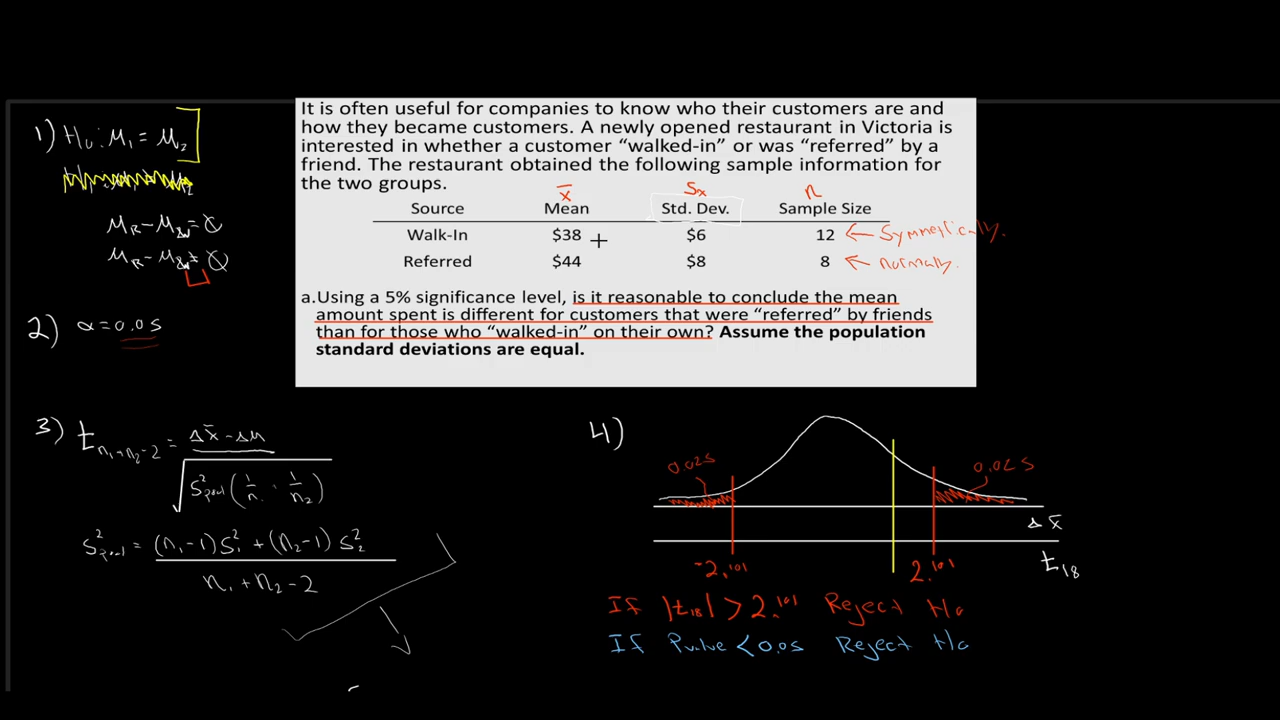 It is often useful for companies to know who their customers are and
how they became customers. A newly opened restaurant in Victoria is
interested in whether a customer “walked-in” or was “referred” by a
friend. The restaurant obtained the following sample information for
the two groups.
x̄ Sx n
Source Mean Std. Dev. Sample Size
Walk-In $38 $6 12 ← Symmetrically.
Referred $44 $8 8 ← Normally.
a.Using a 5% significance level, is it reasonable to conclude the mean
amount spent is different for customers that were “referred” by friends
than for those who “walked-in” on their own? Assume the population
standard deviations are equal.
1) H₀: μ₁ = μ₂
2) α = 0.05
3) t n₁+n₂-2 = Δx̄ - Δμ
√ S²pool (1/n₁ + 1/n₂)
S²pool = (n₁-1)S₁² + (n₂-1)S₂²
n₁ + n₂ - 2
4)
0.025 0.025
Δx̄
-2.101 2.101 t₁₈
If |t₁₈| > 2.101 Reject H₀
If Pvalue < 0.05 Reject H₀